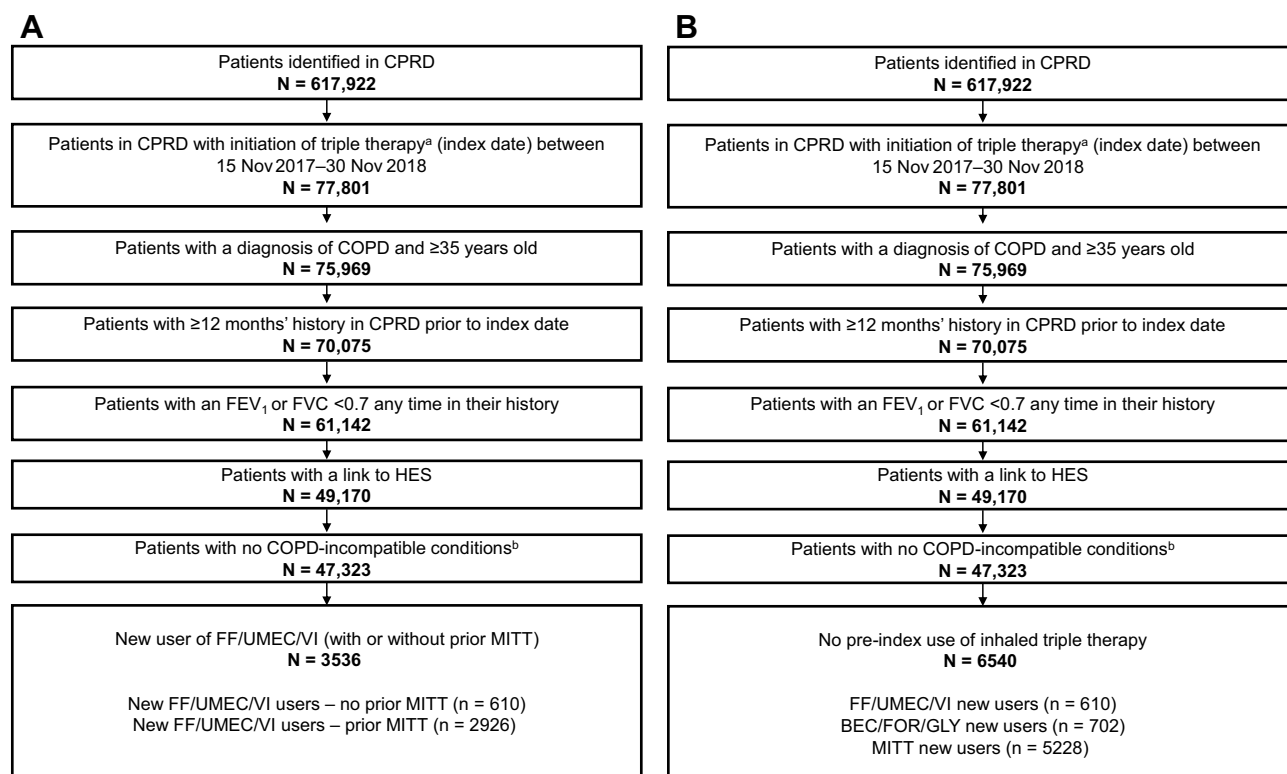 A
Patients identified in CPRD
N = 617,922
Patients in CPRD with initiation of triple therapyᵃ (index date) between
15 Nov 2017–30 Nov 2018
N = 77,801
Patients with a diagnosis of COPD and ≥35 years old
N = 75,969
Patients with ≥12 months’ history in CPRD prior to index date
N = 70,075
Patients with an FEV₁ or FVC <0.7 any time in their history
N = 61,142
Patients with a link to HES
N = 49,170
Patients with no COPD-incompatible conditionsᵇ
N = 47,323
New user of FF/UMEC/VI (with or without prior MITT)
N = 3536
New FF/UMEC/VI users – no prior MITT (n = 610)
New FF/UMEC/VI users – prior MITT (n = 2926)
B
Patients identified in CPRD
N = 617,922
Patients in CPRD with initiation of triple therapyᵃ (index date) between
15 Nov 2017–30 Nov 2018
N = 77,801
Patients with a diagnosis of COPD and ≥35 years old
N = 75,969
Patients with ≥12 months’ history in CPRD prior to index date
N = 70,075
Patients with an FEV₁ or FVC <0.7 any time in their history
N = 61,142
Patients with a link to HES
N = 49,170
Patients with no COPD-incompatible conditionsᵇ
N = 47,323
No pre-index use of inhaled triple therapy
N = 6540
FF/UMEC/VI new users (n = 610)
BEC/FOR/GLY new users (n = 702)
MITT new users (n = 5228)